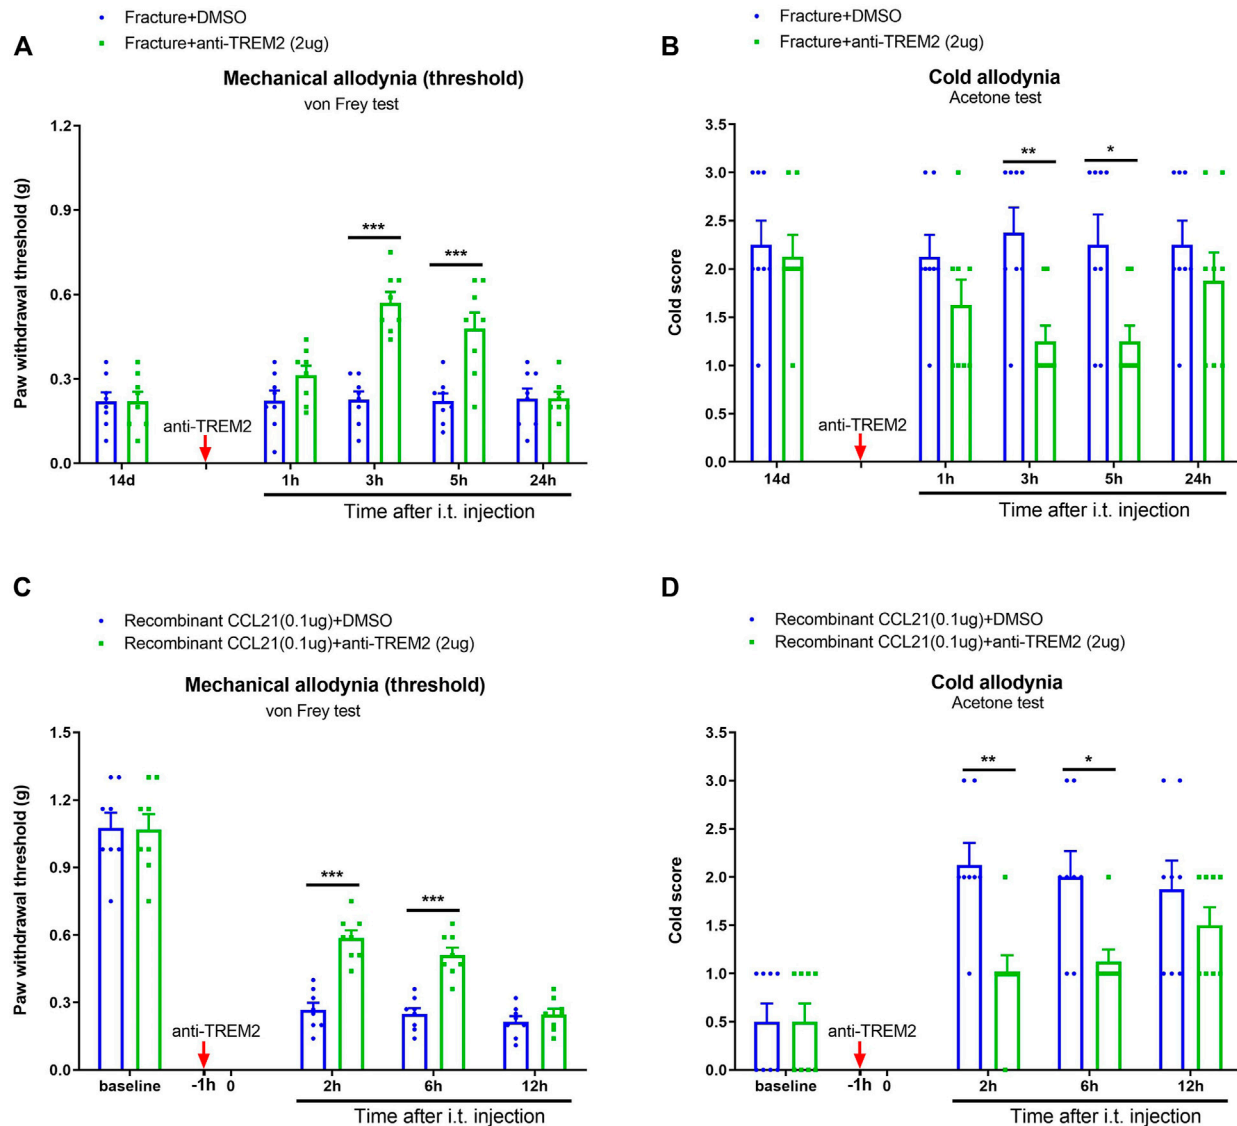 A
Fracture+DMSO
Fracture+anti-TREM2 (2ug)
Mechanical allodynia (threshold)
von Frey test
Paw withdrawal threshold (g)
1.2
0.9
0.6
0.3
0.0
***
***
anti-TREM2
14d
1h
3h
5h
24h
Time after i.t. injection
B
Fracture+DMSO
Fracture+anti-TREM2 (2ug)
Cold allodynia
Acetone test
Cold score
3.5
3.0
2.5
2.0
1.5
1.0
0.5
0.0
**
*
anti-TREM2
14d
1h
3h
5h
24h
Time after i.t. injection
C
Recombinant CCL21(0.1ug)+DMSO
Recombinant CCL21(0.1ug)+anti-TREM2 (2ug)
Mechanical allodynia (threshold)
von Frey test
Paw withdrawal threshold (g)
1.5
1.2
0.9
0.6
0.3
0.0
***
***
anti-TREM2
baseline
-1h
0
2h
6h
12h
Time after i.t. injection
D
Recombinant CCL21(0.1ug)+DMSO
Recombinant CCL21(0.1ug)+anti-TREM2 (2ug)
Cold allodynia
Acetone test
Cold score
3.5
3.0
2.5
2.0
1.5
1.0
0.5
0.0
**
*
anti-TREM2
baseline
-1h
0
2h
6h
12h
Time after i.t. injection